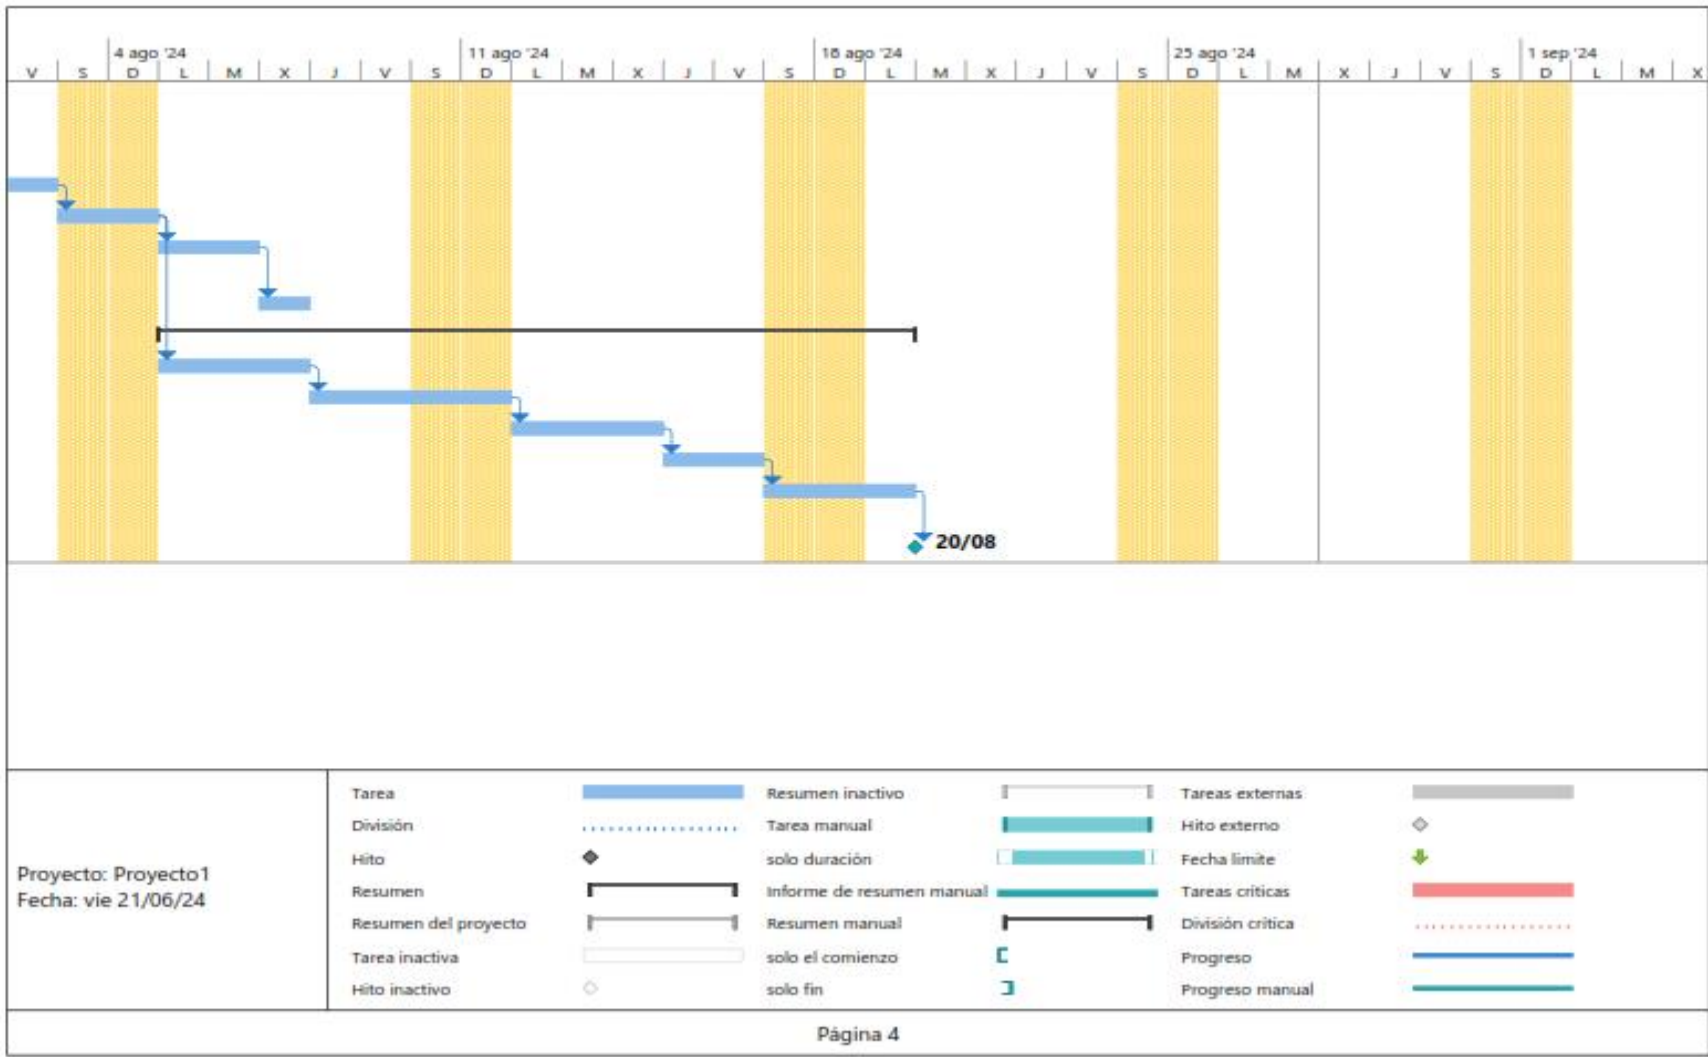 4 ago '24 11 ago '24 18 ago '24 25 ago '24 1 sep '24
V S D L M X J V S D L M X J V S D L M X J V S D L M X J V S D L M X
20/08
Tarea Resumen inactivo Tareas externas
División Tarea manual Hito externo
Hito solo duración Fecha límite
Resumen Informe de resumen manual Tareas críticas
Resumen del proyecto Resumen manual División crítica
Tarea inactiva solo el comienzo Progreso
Hito inactivo solo fin Progreso manual
Proyecto: Proyecto1
Fecha: vie 21/06/24
Página 4